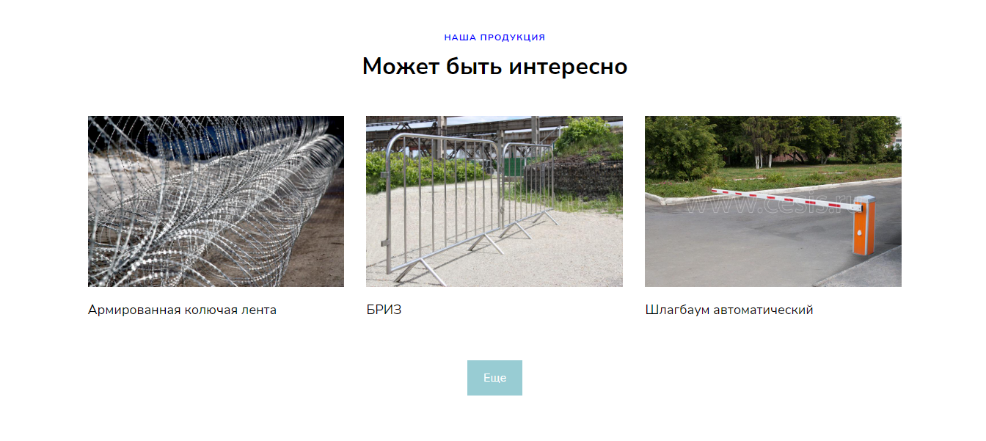 НАША ПРОДУКЦИЯ
Может быть интересно
Армированная колючая лента
БРИЗ
Шлагбаум автоматический
Еще